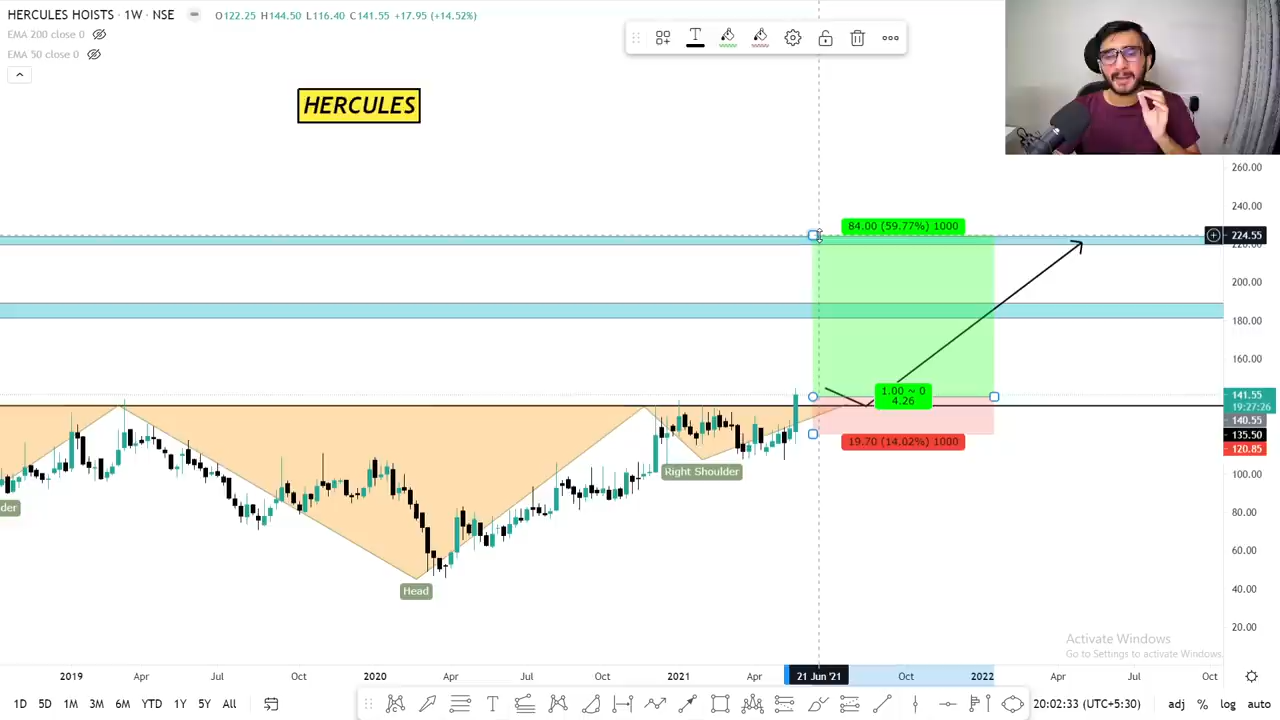 HERCULES HOISTS · 1W · NSE O122.25 H144.50 L116.40 C141.55 +17.95 (+14.52%)
EMA 200 close 0
EMA 50 close 0
HERCULES
260.00
240.00
84.00 (59.77%) 1000
224.55
220.00
200.00
180.00
160.00
1.00 ~ 0
4.26
141.55
19:27:26
140.55
135.50
120.85
19.70 (14.02%) 1000
Right Shoulder
100.00
der
80.00
60.00
Head
40.00
20.00
Activate Windows
Go to Settings to activate Windows.
2019 Apr Jul Oct 2020 Apr Jul Oct 2021 Apr 21 Jun '21 Oct 2022 Apr Jul Oct
1D 5D 1M 3M 6M YTD 1Y 5Y All 20:02:33 (UTC+5:30) adj % log auto